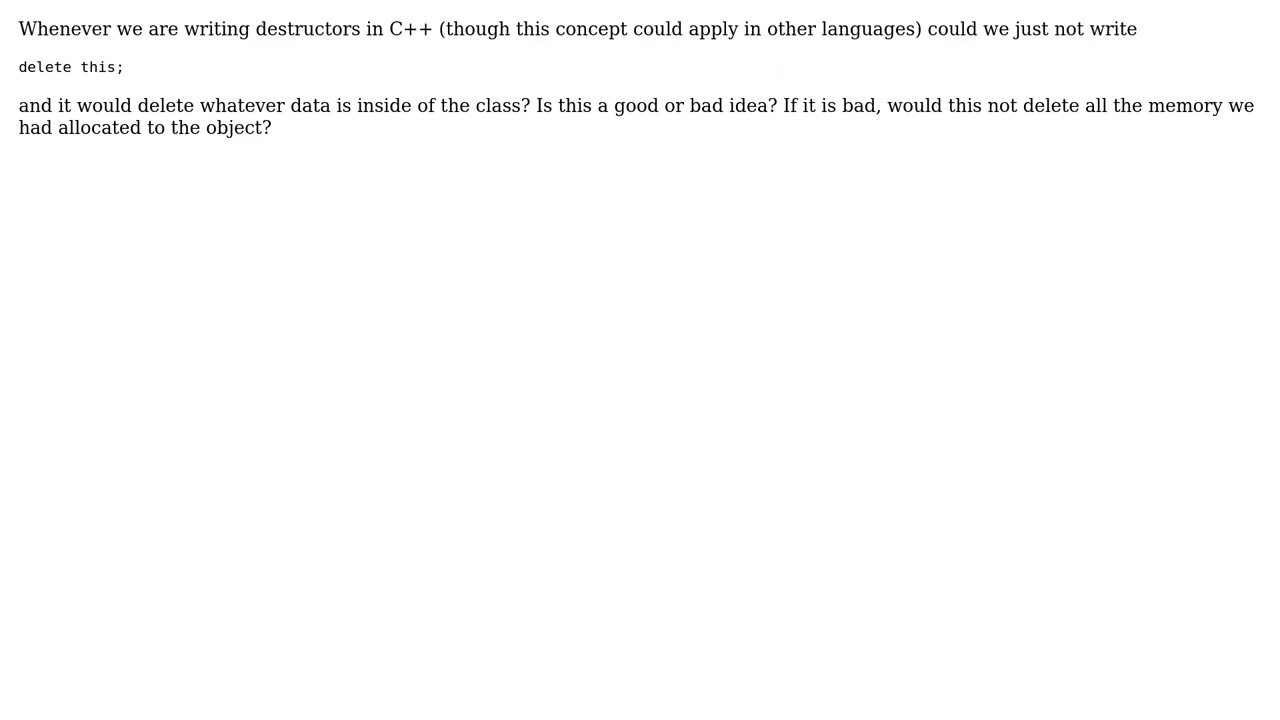 Whenever we are writing destructors in C++ (though this concept could apply in other languages) could we just not write
delete this;
and it would delete whatever data is inside of the class? Is this a good or bad idea? If it is bad, would this not delete all the memory we
had allocated to the object?